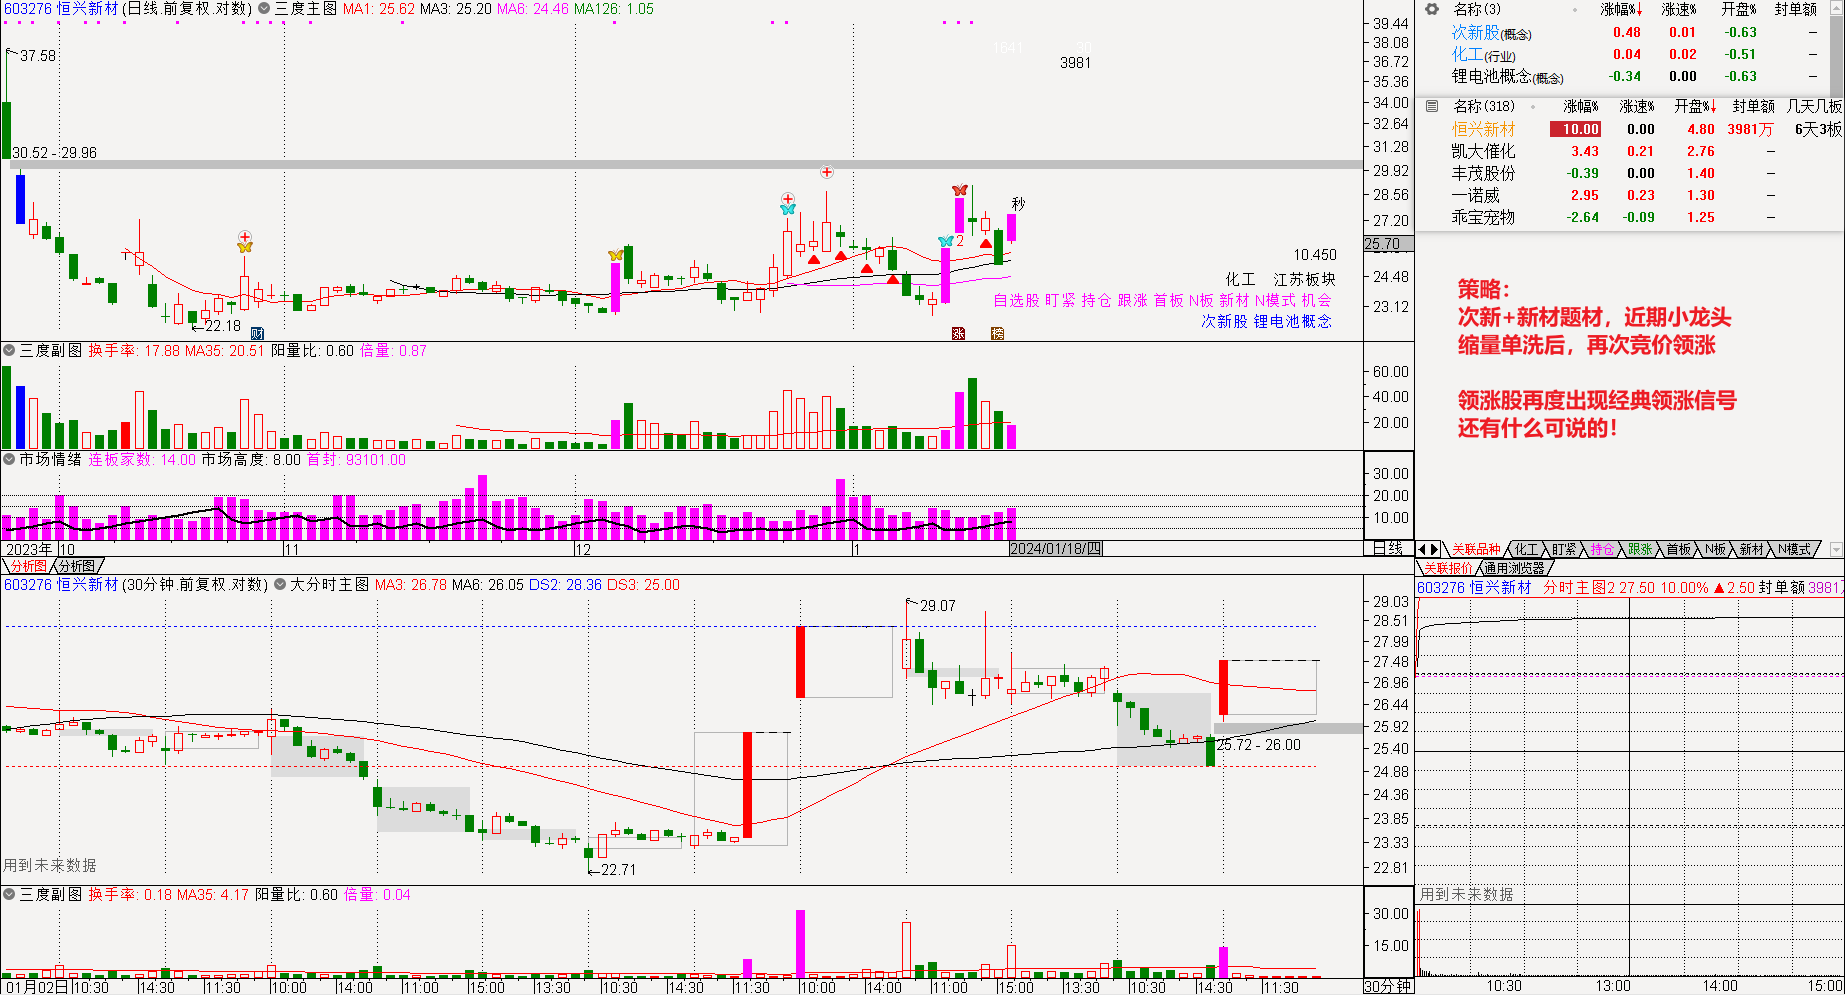 603276 恒兴新材(日线.前复权.对数) 三度主图 MA1: 25.62 MA3: 25.20 MA6: 24.46 MA126: 1.05
37.58
30.52 - 29.96
22.18
财
涨
榜
2
秒
1641 30
3981
10.450
化工 江苏板块
自选股 盯紧 持仓 跟涨 首板 N板 新材 N模式 机会
次新股 锂电池概念
39.44
38.08
36.72
35.36
34.00
32.64
31.28
29.92
28.56
27.20
25.70
24.48
23.12
三度副图 换手率: 17.88 MA35: 20.51 阳量比: 0.60 倍量: 0.87
60.00
40.00
20.00
市场情绪 连板家数: 14.00 市场高度: 8.00 首封: 93101.00
30.00
20.00
10.00
2023年 10 11 12 1 2024/01/18/四 日线
分析图 分析图
603276 恒兴新材(30分钟.前复权.对数) 大分时主图 MA3: 26.78 MA6: 26.05 DS2: 28.36 DS3: 25.00
29.07
25.72 - 26.00
22.71
用到未来数据
29.03
28.51
27.99
27.48
26.96
26.44
25.92
25.40
24.88
24.36
23.85
23.33
22.81
三度副图 换手率: 0.18 MA35: 4.17 阳量比: 0.60 倍量: 0.04
30.00
15.00
01月02日 10:30 14:30 11:30 10:00 14:00 11:00 15:00 13:30 10:30 14:30 11:30 10:00 14:00 11:00 15:00 13:30 10:30 14:30 11:30 30分钟
名称(3) 涨幅%↓ 涨速% 开盘% 封单额
次新股(概念) 0.48 0.01 -0.63 —
化工(行业) 0.04 0.02 -0.51 —
锂电池概念(概念) -0.34 0.00 -0.63 —
名称(318) 涨幅% 涨速% 开盘%↓ 封单额 几天几板
恒兴新材 10.00 0.00 4.80 3981万 6天3板
凯大催化 3.43 0.21 2.76 —
丰茂股份 -0.39 0.00 1.40 —
一诺威 2.95 0.23 1.30 —
乖宝宠物 -2.64 -0.09 1.25 —
策略：
次新+新材题材，近期小龙头
缩量单洗后，再次竞价领涨
领涨股再度出现经典领涨信号
还有什么可说的！
关联品种 化工 盯紧 持仓 跟涨 首板 N板 新材 N模式
关联报价 通用浏览器
603276 恒兴新材 分时主图2 27.50 10.00% ▲2.50 封单额3981
用到未来数据
10:30 13:00 14:00 15:00